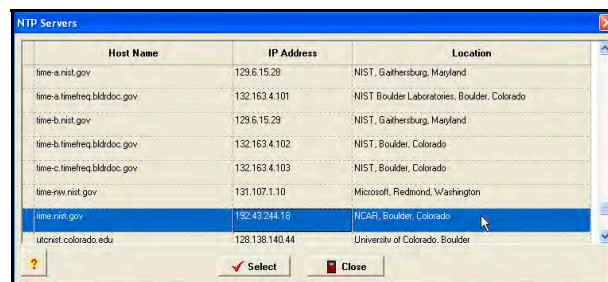 NTP Servers
Host Name IP Address Location
time-a.nist.gov 129.6.15.28 NIST, Gaithersburg, Maryland
time-a.timefreq.bldrdoc.gov 132.163.4.101 NIST Boulder Laboratories, Boulder, Colorado
time-b.nist.gov 129.6.15.29 NIST, Gaithersburg, Maryland
time-b.timefreq.bldrdoc.gov 132.163.4.102 NIST, Boulder, Colorado
time-c.timefreq.bldrdoc.gov 132.163.4.103 NIST, Boulder, Colorado
time-nw.nist.gov 131.107.1.10 Microsoft, Redmond, Washington
time.nist.gov 192.43.244.18 NCAR, Boulder, Colorado
utcnist.colorado.edu 128.138.140.44 University of Colorado, Boulder
? Select Close